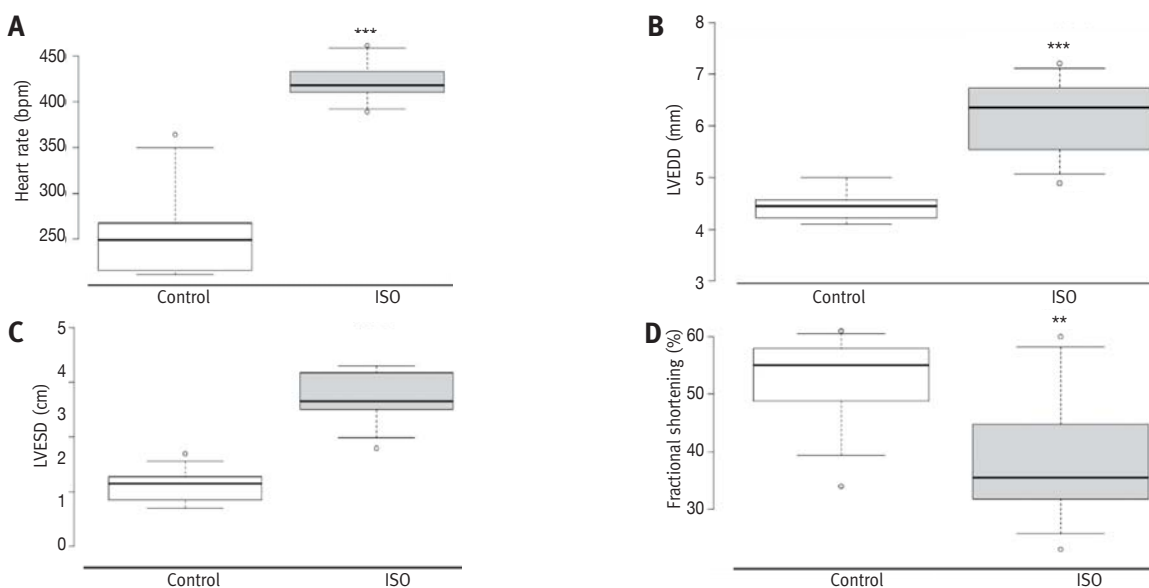 A
Heart rate (bpm)
450
400
350
300
250
***
Control ISO
B
LVEDD (mm)
8
7
6
5
4
3
***
Control ISO
C
LVESD (cm)
5
4
3
2
1
0
Control ISO
D
Fractional shortening (%)
60
50
40
30
**
Control ISO